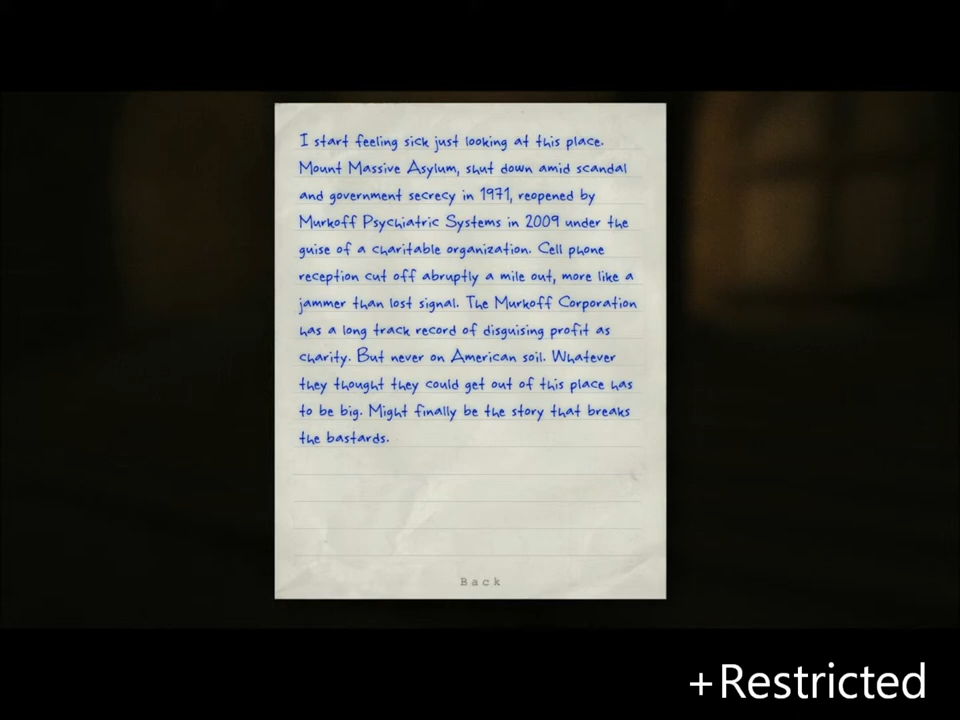 I start feeling sick just looking at this place.
Mount Massive Asylum, shut down amid scandal
and government secrecy in 1971, reopened by
Murkoff Psychiatric Systems in 2009 under the
guise of a charitable organization. Cell phone
reception cut off abruptly a mile out, more like a
jammer than lost signal. The Murkoff Corporation
has a long track record of disguising profit as
charity. But never on American soil. Whatever
they thought they could get out of this place has
to be big. Might finally be the story that breaks
the bastards.
Back
+Restricted